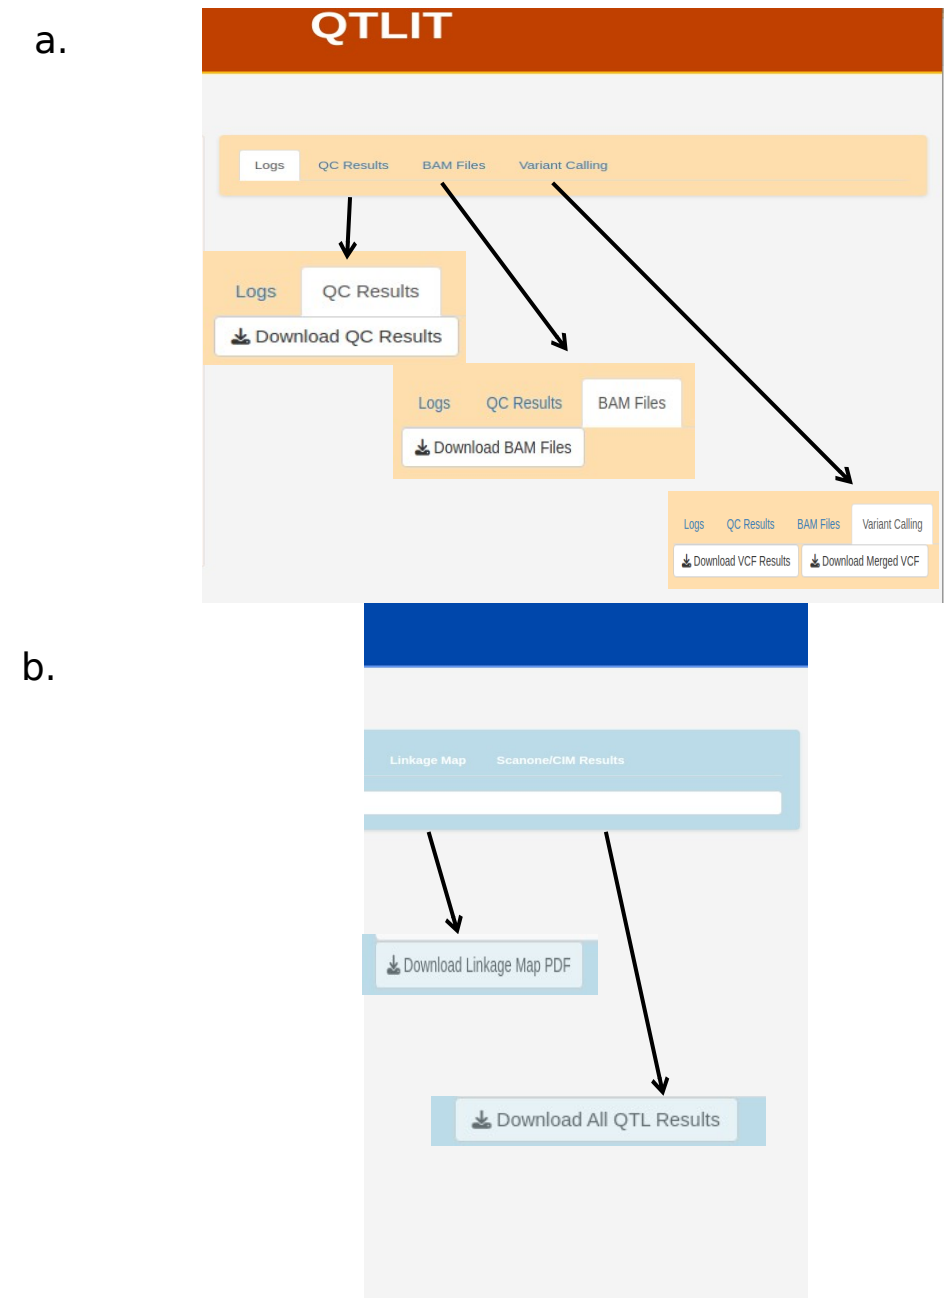 a.
QTLIT
Logs QC Results BAM Files Variant Calling
Logs QC Results
Download QC Results
Logs QC Results BAM Files
Download BAM Files
Logs QC Results BAM Files Variant Calling
Download VCF Results Download Merged VCF
b.
Linkage Map Scanone/CIM Results
Download Linkage Map PDF
Download All QTL Results